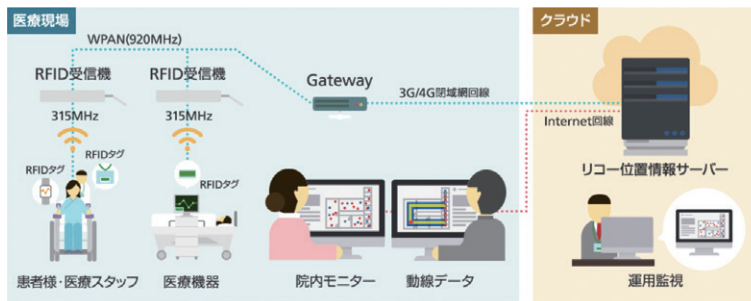 医療現場
クラウド
WPAN(920MHz)
RFID受信機
RFID受信機
Gateway
3G/4G閉域網回線
315MHz
315MHz
Internet回線
RFIDタグ
RFIDタグ
RFIDタグ
リコー位置情報サーバー
患者様・医療スタッフ
医療機器
院内モニター
動線データ
運用監視